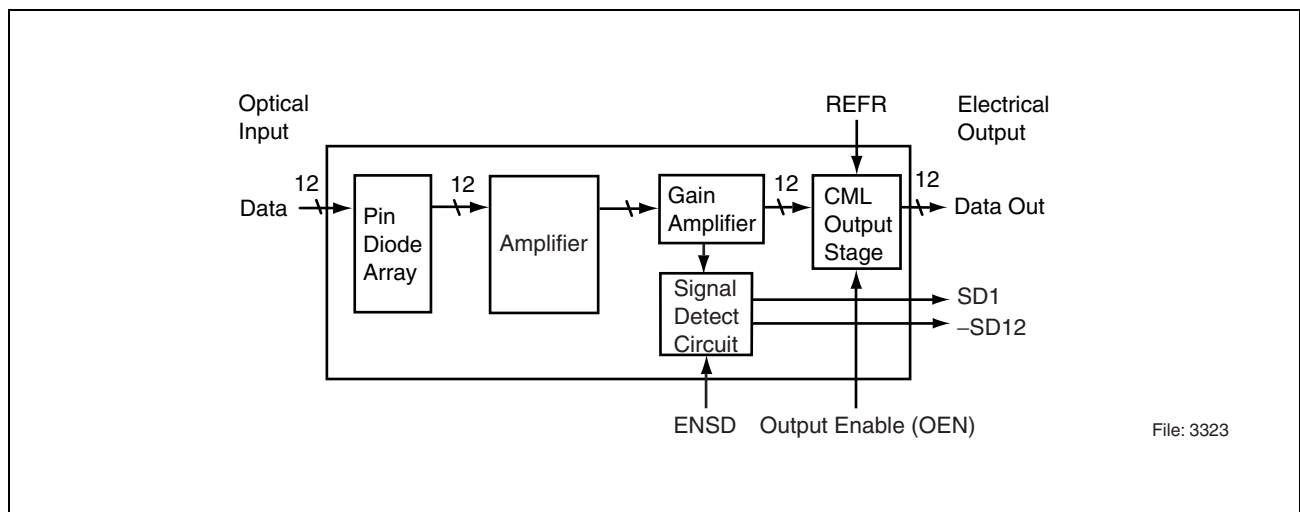 Optical
Input
REFR
Electrical
Output
12
12
12
12
Data
Pin
Diode
Array
Amplifier
Gain
Amplifier
CML
Output
Stage
Data Out
Signal
Detect
Circuit
SD1
–SD12
ENSD
Output Enable (OEN)
File: 3323